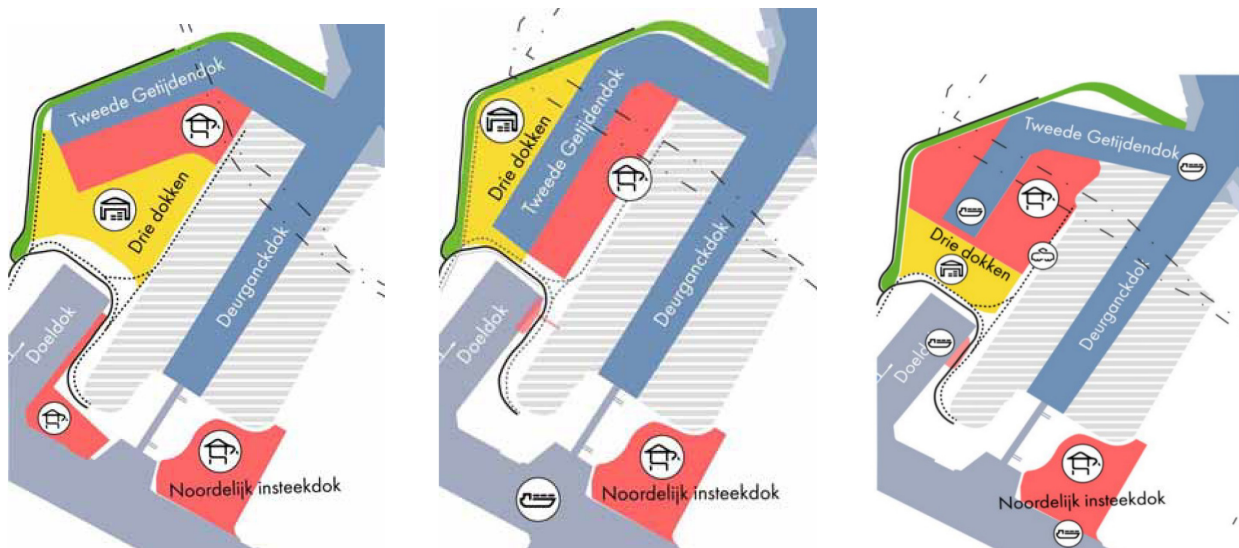 Tweede Getijdendok
Drie dokken
Deurganckdok
Doeldok
Noordelijk insteekdok
Tweede Getijdendok
Drie dokken
Deurganckdok
Doeldok
Noordelijk insteekdok
Tweede Getijdendok
Drie dokken
Deurganckdok
Doeldok
Noordelijk insteekdok